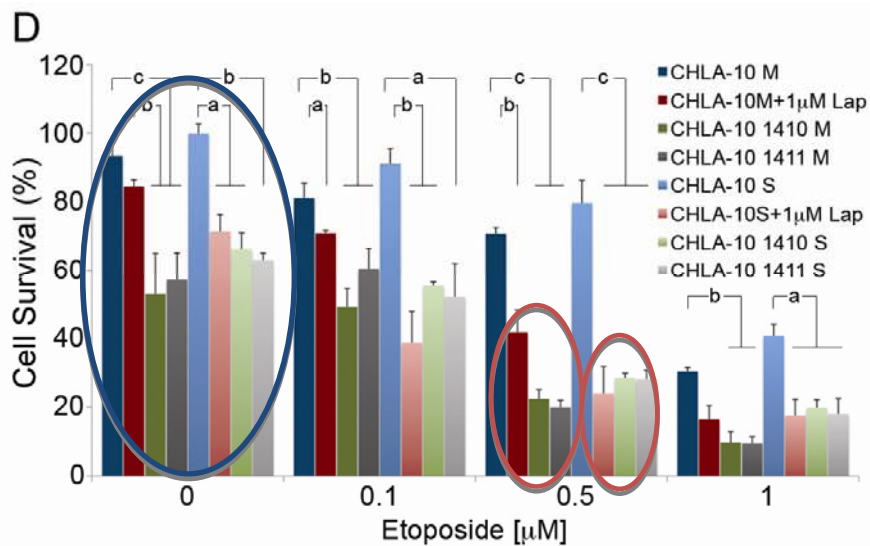 D
120
100
80
60
40
20
0
Cell Survival (%)
c
b
b
a
b
a
a
b
c
b
c
b
a
CHLA-10 M
CHLA-10M+1μM Lap
CHLA-10 1410 M
CHLA-10 1411 M
CHLA-10 S
CHLA-10S+1μM Lap
CHLA-10 1410 S
CHLA-10 1411 S
0
0.1
0.5
1
Etoposide [μM]